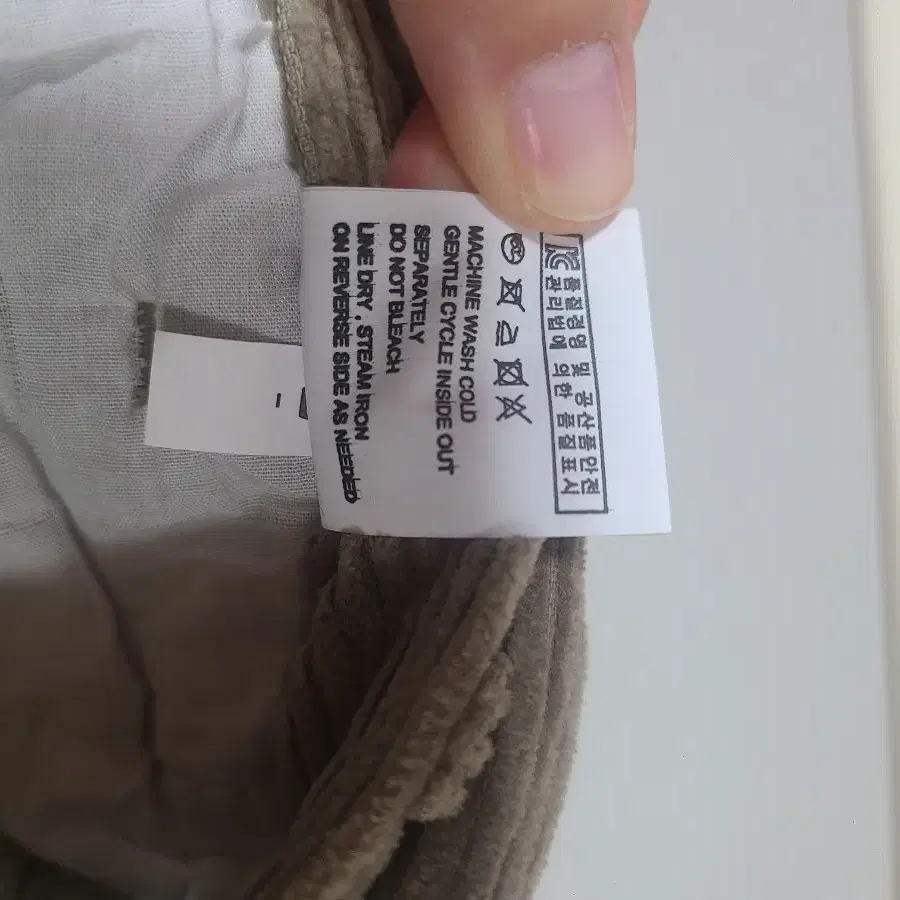 품질경영 및 공산품안전
관리법에 의한 품질표시
MACHINE WASH COLD
GENTLE CYCLE INSIDE OUT
SEPARATELY
DO NOT BLEACH
LINE DRY , STEAM IRON
ON REVERSE SIDE AS NEEDED